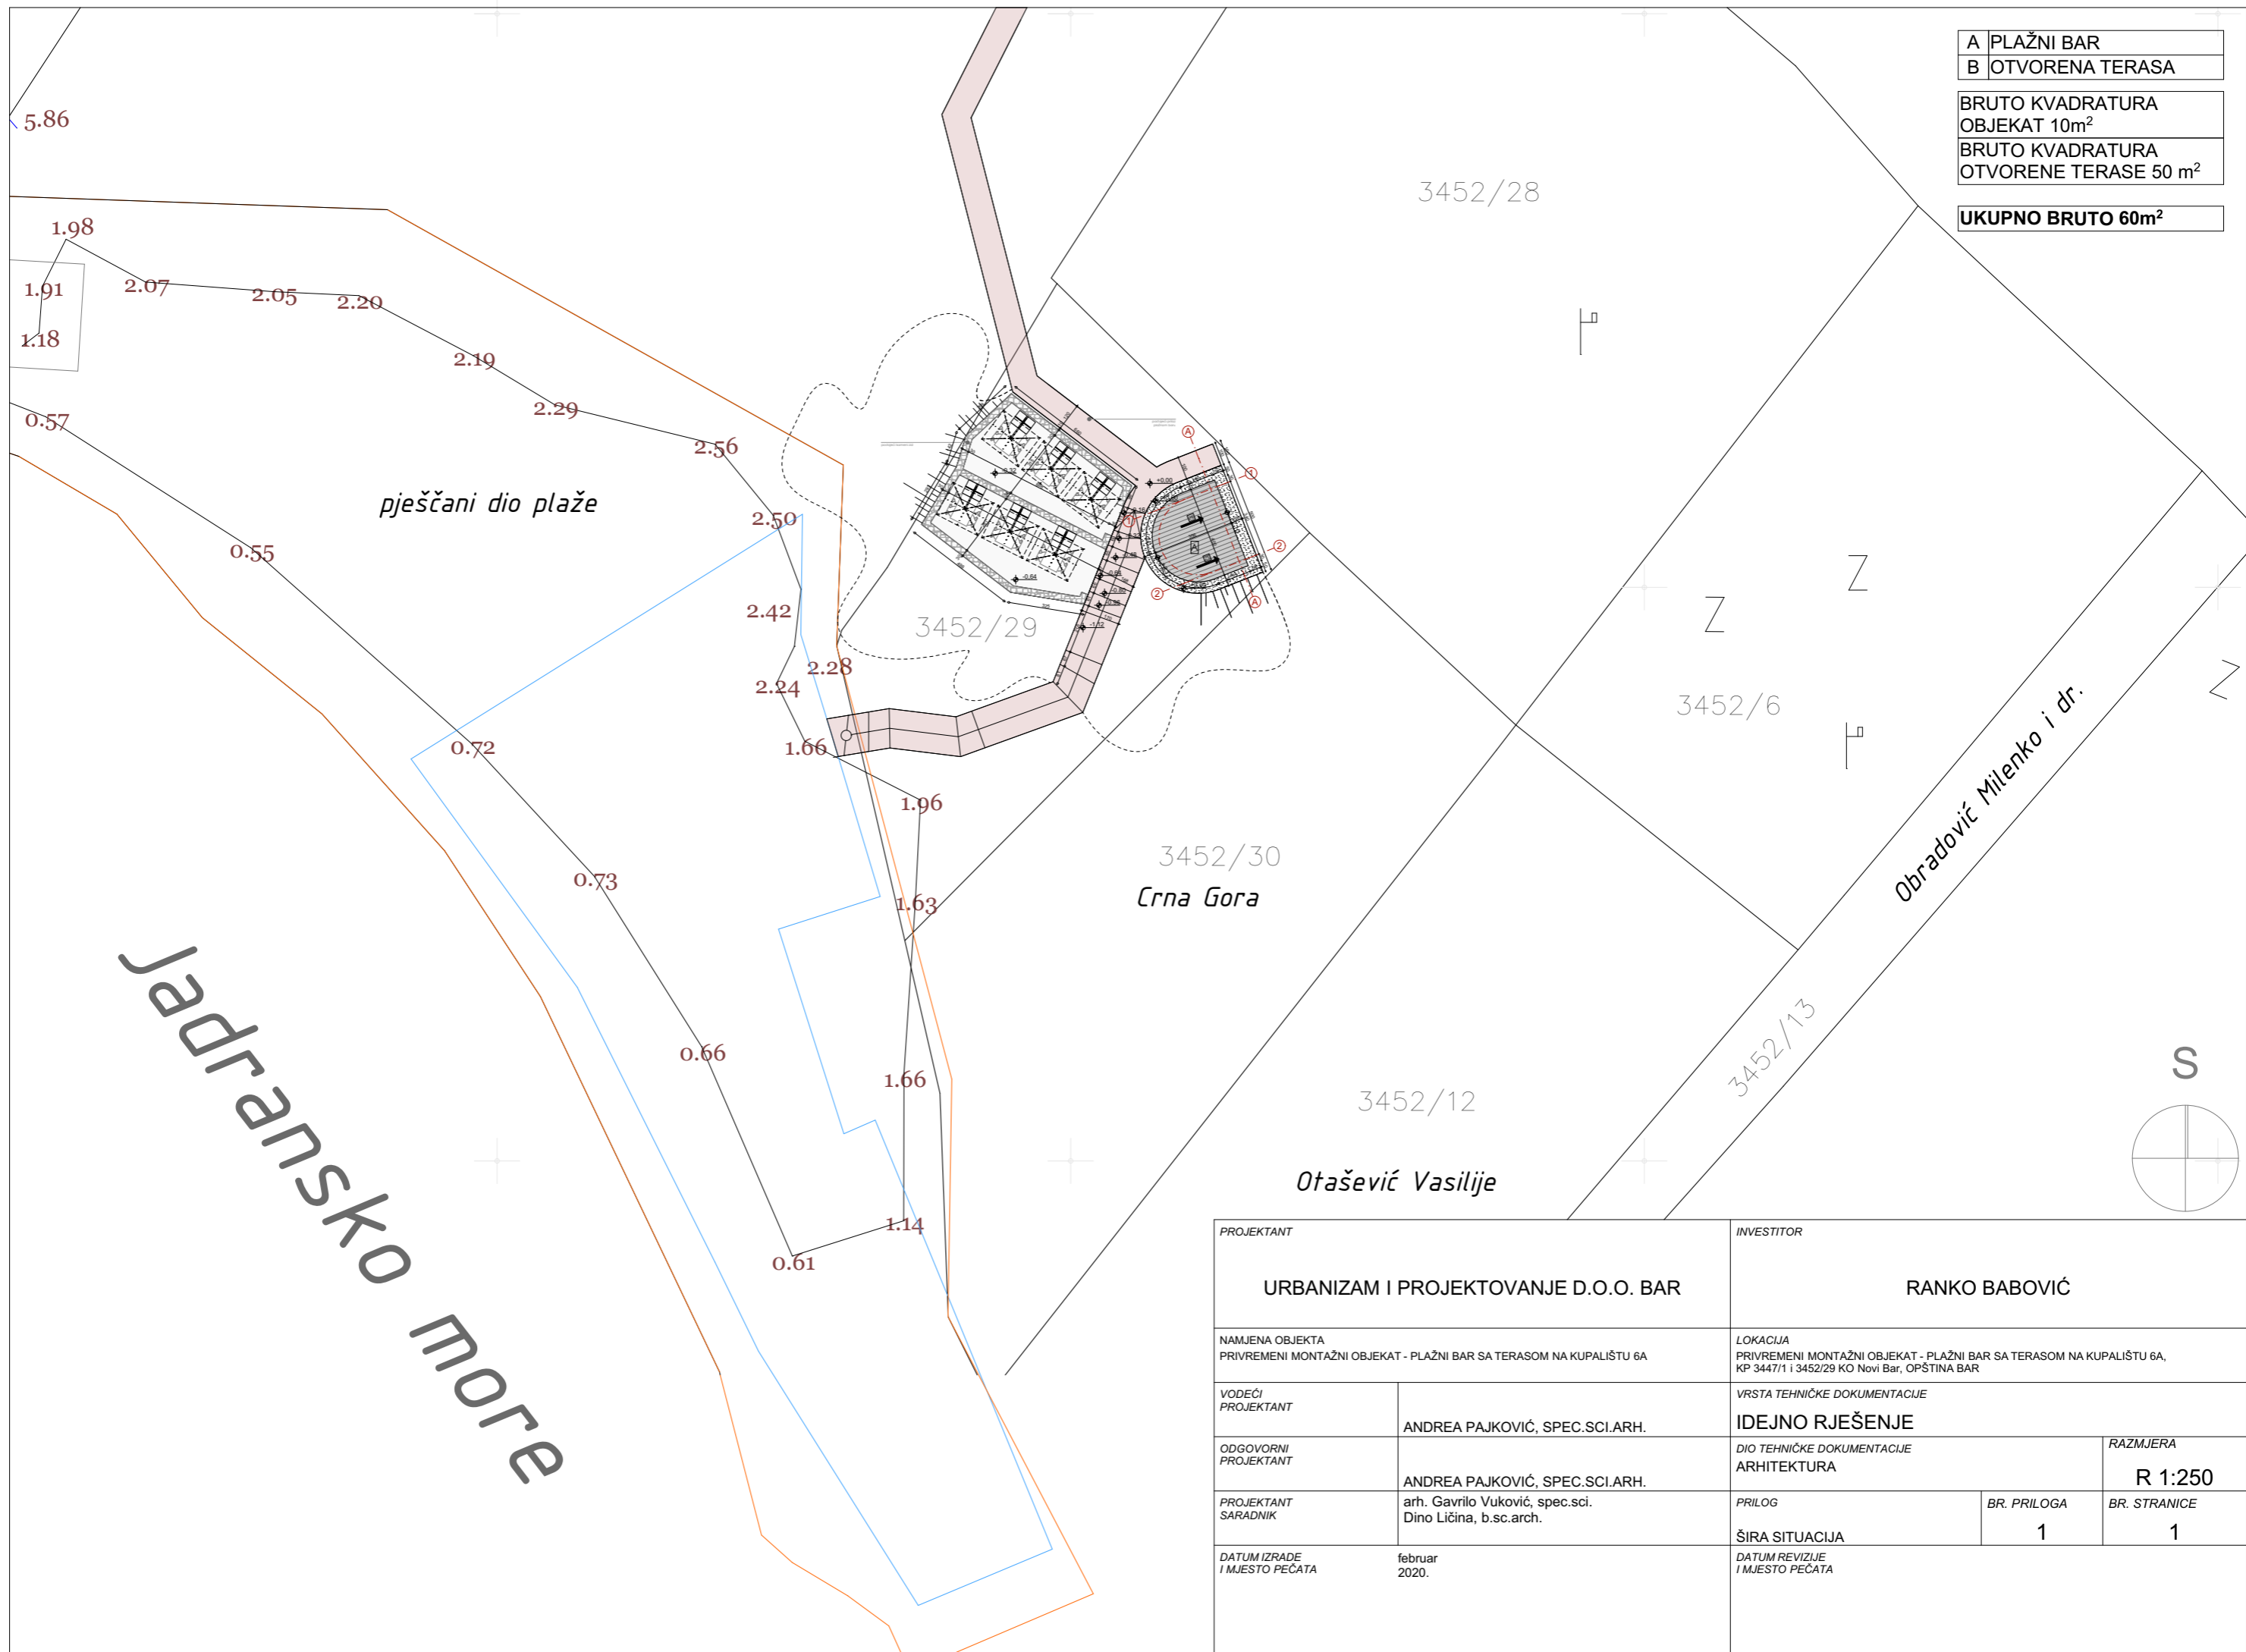 A PLAŽNI BAR
B OTVORENA TERASA
BRUTO KVADRATURA
OBJEKAT 10m²
BRUTO KVADRATURA
OTVORENE TERASE 50 m²
UKUPNO BRUTO 60m²
5.86
3452/28
1.98
1.91
2.07
2.05
2.20
1.18
2.19
2.29
0.57
2.56
A
1
pješčani dio plaže
2.50
1
0.55
2
2
A
A
2.42
3452/29
2.28
2.24
3452/6
Obradović Milenko i dr.
0.72
1.66
1.96
3452/30
Crna Gora
0.73
1.63
Jadransko more
0.66
1.66
3452/12
3452/13
S
Otašević Vasilije
1.14
0.61
PROJEKTANT
URBANIZAM I PROJEKTOVANJE D.O.O. BAR
INVESTITOR
RANKO BABOVIĆ
NAMJENA OBJEKTA
PRIVREMENI MONTAŽNI OBJEKAT - PLAŽNI BAR SA TERASOM NA KUPALIŠTU 6A
LOKACIJA
PRIVREMENI MONTAŽNI OBJEKAT - PLAŽNI BAR SA TERASOM NA KUPALIŠTU 6A,
KP 3447/1 i 3452/29 KO Novi Bar, OPŠTINA BAR
VODEĆI
PROJEKTANT
ANDREA PAJKOVIĆ, SPEC.SCI.ARH.
VRSTA TEHNIČKE DOKUMENTACIJE
IDEJNO RJEŠENJE
ODGOVORNI
PROJEKTANT
ANDREA PAJKOVIĆ, SPEC.SCI.ARH.
DIO TEHNIČKE DOKUMENTACIJE
ARHITEKTURA
RAZMJERA
R 1:250
PROJEKTANT
SARADNIK
arh. Gavrilo Vuković, spec.sci.
Dino Ličina, b.sc.arch.
PRILOG
ŠIRA SITUACIJA
BR. PRILOGA
1
BR. STRANICE
1
DATUM IZRADE
I MJESTO PEČATA
februar
2020.
DATUM REVIZIJE
I MJESTO PEČATA